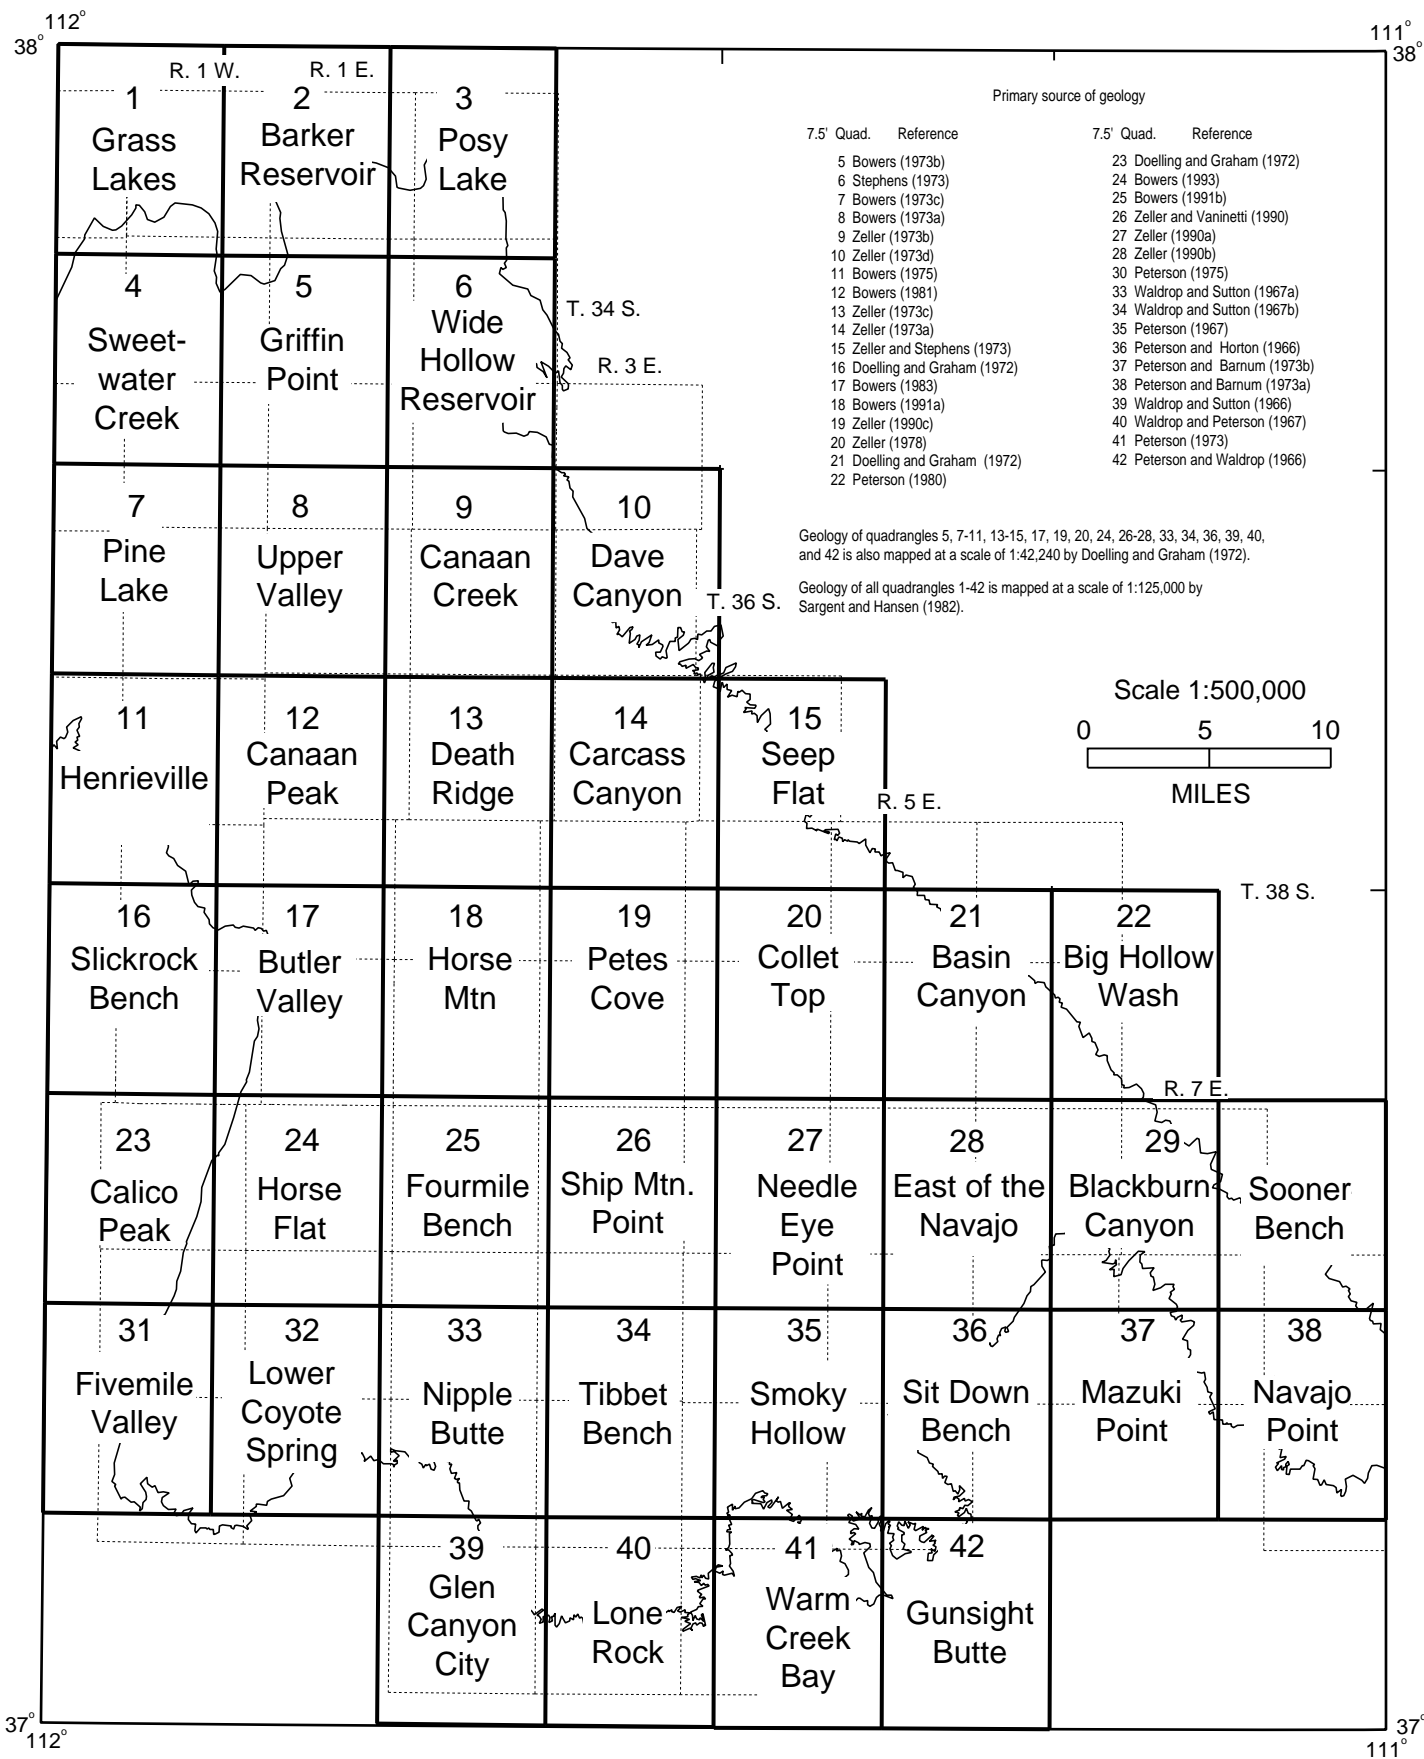 112°
111°
38°
38°
R. 1 W.
R. 1 E.
1
Grass
Lakes
2
Barker
Reservoir
3
Posy
Lake
Primary source of geology
7.5' Quad. Reference
5 Bowers (1973b)
6 Stephens (1973)
7 Bowers (1973c)
8 Bowers (1973a)
9 Zeller (1973b)
10 Zeller (1973d)
11 Bowers (1975)
12 Bowers (1981)
13 Zeller (1973c)
14 Zeller (1973a)
15 Zeller and Stephens (1973)
16 Doelling and Graham (1972)
17 Bowers (1983)
18 Bowers (1991a)
19 Zeller (1990c)
20 Zeller (1978)
21 Doelling and Graham (1972)
22 Peterson (1980)
7.5' Quad. Reference
23 Doelling and Graham (1972)
24 Bowers (1993)
25 Bowers (1991b)
26 Zeller and Vaninetti (1990)
27 Zeller (1990a)
28 Zeller (1990b)
30 Peterson (1975)
33 Waldrop and Sutton (1967a)
34 Waldrop and Sutton (1967b)
35 Peterson (1967)
36 Peterson and Horton (1966)
37 Peterson and Barnum (1973b)
38 Peterson and Barnum (1973a)
39 Waldrop and Sutton (1966)
40 Waldrop and Peterson (1967)
41 Peterson (1973)
42 Peterson and Waldrop (1966)
Geology of quadrangles 5, 7-11, 13-15, 17, 19, 20, 24, 26-28, 33, 34, 36, 39, 40,
and 42 is also mapped at a scale of 1:42,240 by Doelling and Graham (1972).
Geology of all quadrangles 1-42 is mapped at a scale of 1:125,000 by
Sargent and Hansen (1982).
4
Sweet-
water
Creek
5
Griffin
Point
6
Wide
Hollow
Reservoir
T. 34 S.
R. 3 E.
7
Pine
Lake
8
Upper
Valley
9
Canaan
Creek
10
Dave
Canyon
T. 36 S.
Scale 1:500,000
0 5 10
MILES
11
Henrieville
12
Canaan
Peak
13
Death
Ridge
14
Carcass
Canyon
15
Seep
Flat
R. 5 E.
T. 38 S.
16
Slickrock
Bench
17
Butler
Valley
18
Horse
Mtn
19
Petes
Cove
20
Collet
Top
21
Basin
Canyon
22
Big Hollow
Wash
R. 7 E.
23
Calico
Peak
24
Horse
Flat
25
Fourmile
Bench
26
Ship Mtn.
Point
27
Needle
Eye
Point
28
East of the
Navajo
29
Blackburn
Canyon
Sooner
Bench
31
Fivemile
Valley
32
Lower
Coyote
Spring
33
Nipple
Butte
34
Tibbet
Bench
35
Smoky
Hollow
36
Sit Down
Bench
37
Mazuki
Point
38
Navajo
Point
39
Glen
Canyon
City
40
Lone
Rock
41
Warm
Creek
Bay
42
Gunsight
Butte
37°
37°
112°
111°